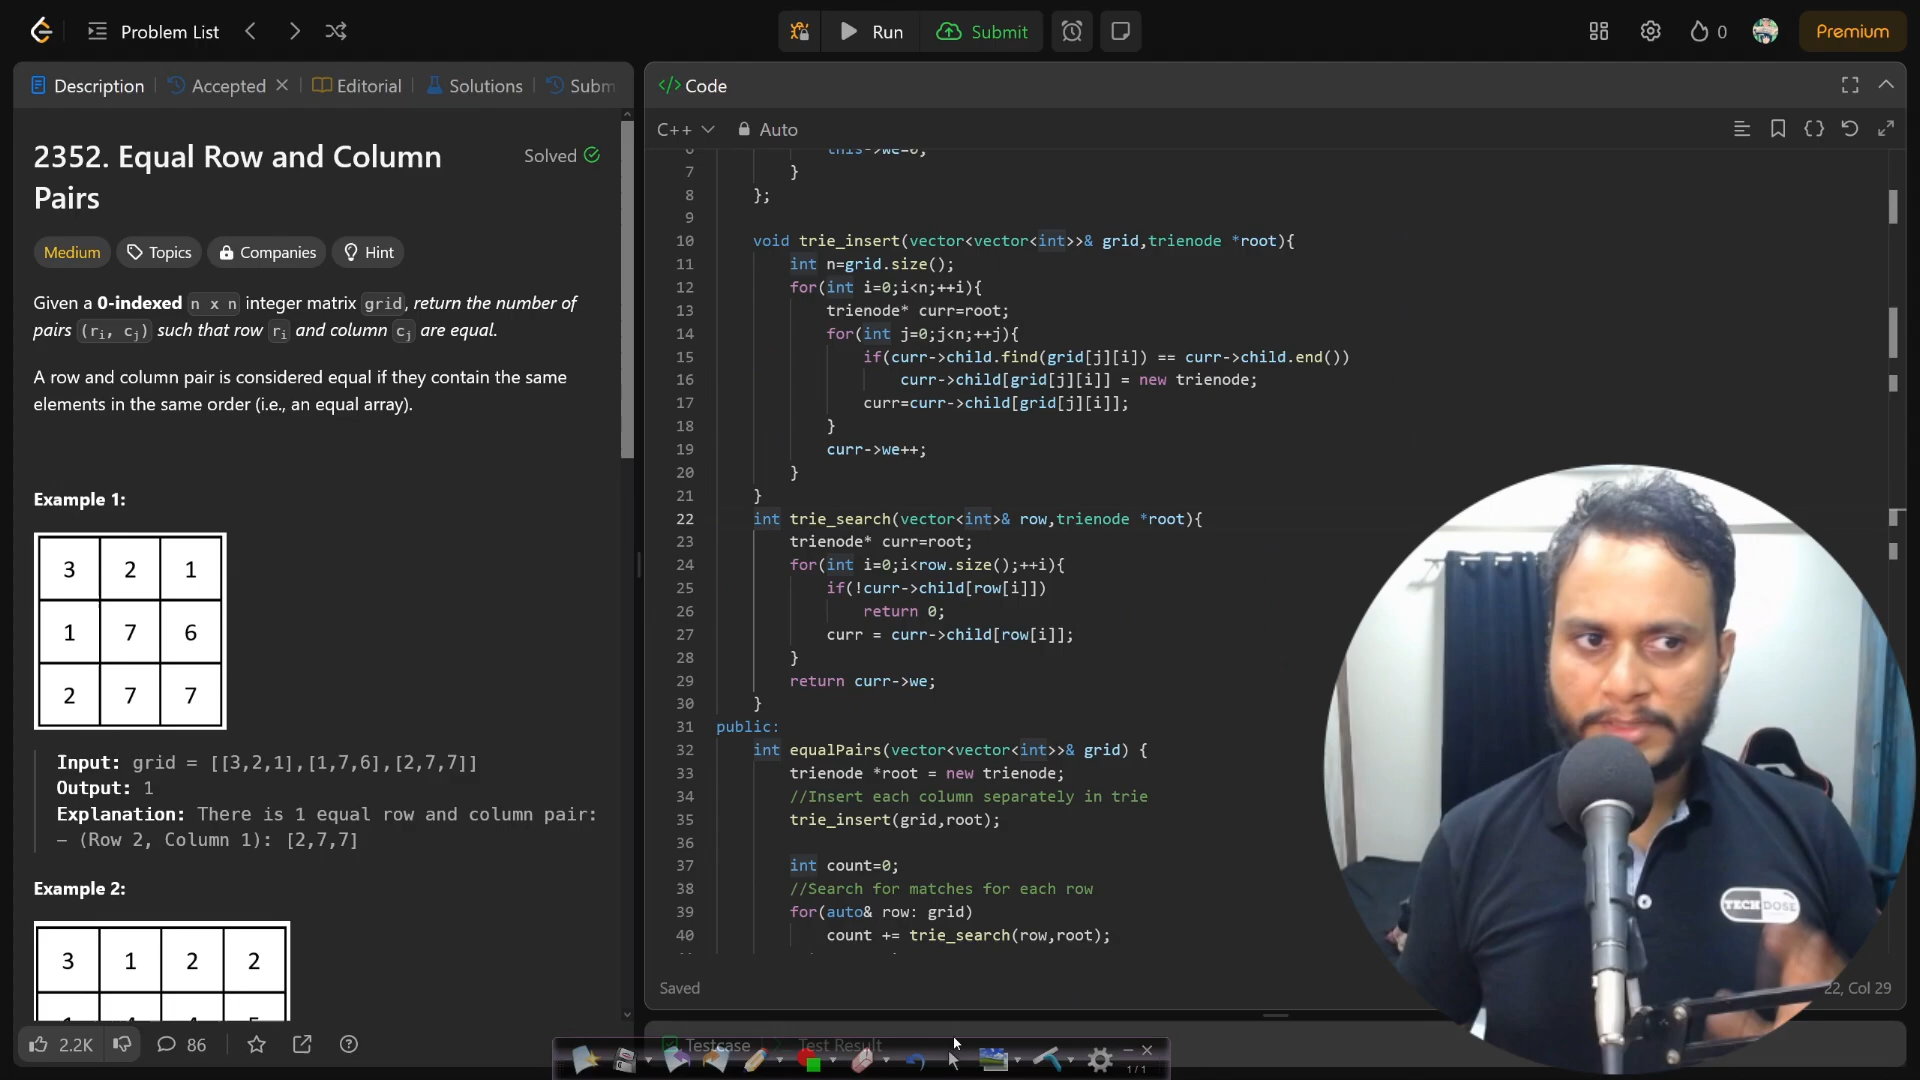 Problem List
Run
Submit
0
Premium
Description
Accepted
Editorial
Solutions
Subm
</> Code
C++
Auto
2352. Equal Row and Column
Pairs
Solved
Medium
Topics
Companies
Hint
Given a 0-indexed n x n integer matrix grid, return the number of
pairs (ri, cj) such that row ri and column cj are equal.
A row and column pair is considered equal if they contain the same
elements in the same order (i.e., an equal array).
Example 1:
3 2 1
1 7 6
2 7 7
Input: grid = [[3,2,1],[1,7,6],[2,7,7]]
Output: 1
Explanation: There is 1 equal row and column pair:
- (Row 2, Column 1): [2,7,7]
Example 2:
3 1 2 2
2.2K
86
6 this->we=0;
7 }
8 };
9
10 void trie_insert(vector<vector<int>>& grid,trienode *root){
11 int n=grid.size();
12 for(int i=0;i<n;++i){
13 trienode* curr=root;
14 for(int j=0;j<n;++j){
15 if(curr->child.find(grid[j][i]) == curr->child.end())
16 curr->child[grid[j][i]] = new trienode;
17 curr=curr->child[grid[j][i]];
18 }
19 curr->we++;
20 }
21 }
22 int trie_search(vector<int>& row,trienode *root){
23 trienode* curr=root;
24 for(int i=0;i<row.size();++i){
25 if(!curr->child[row[i]])
26 return 0;
27 curr = curr->child[row[i]];
28 }
29 return curr->we;
30 }
31 public:
32 int equalPairs(vector<vector<int>>& grid) {
33 trienode *root = new trienode;
34 //Insert each column separately in trie
35 trie_insert(grid,root);
36
37 int count=0;
38 //Search for matches for each row
39 for(auto& row: grid)
40 count += trie_search(row,root);
Saved
22, Col 29
Testcase
Test Result
1/1
TECH DOSE